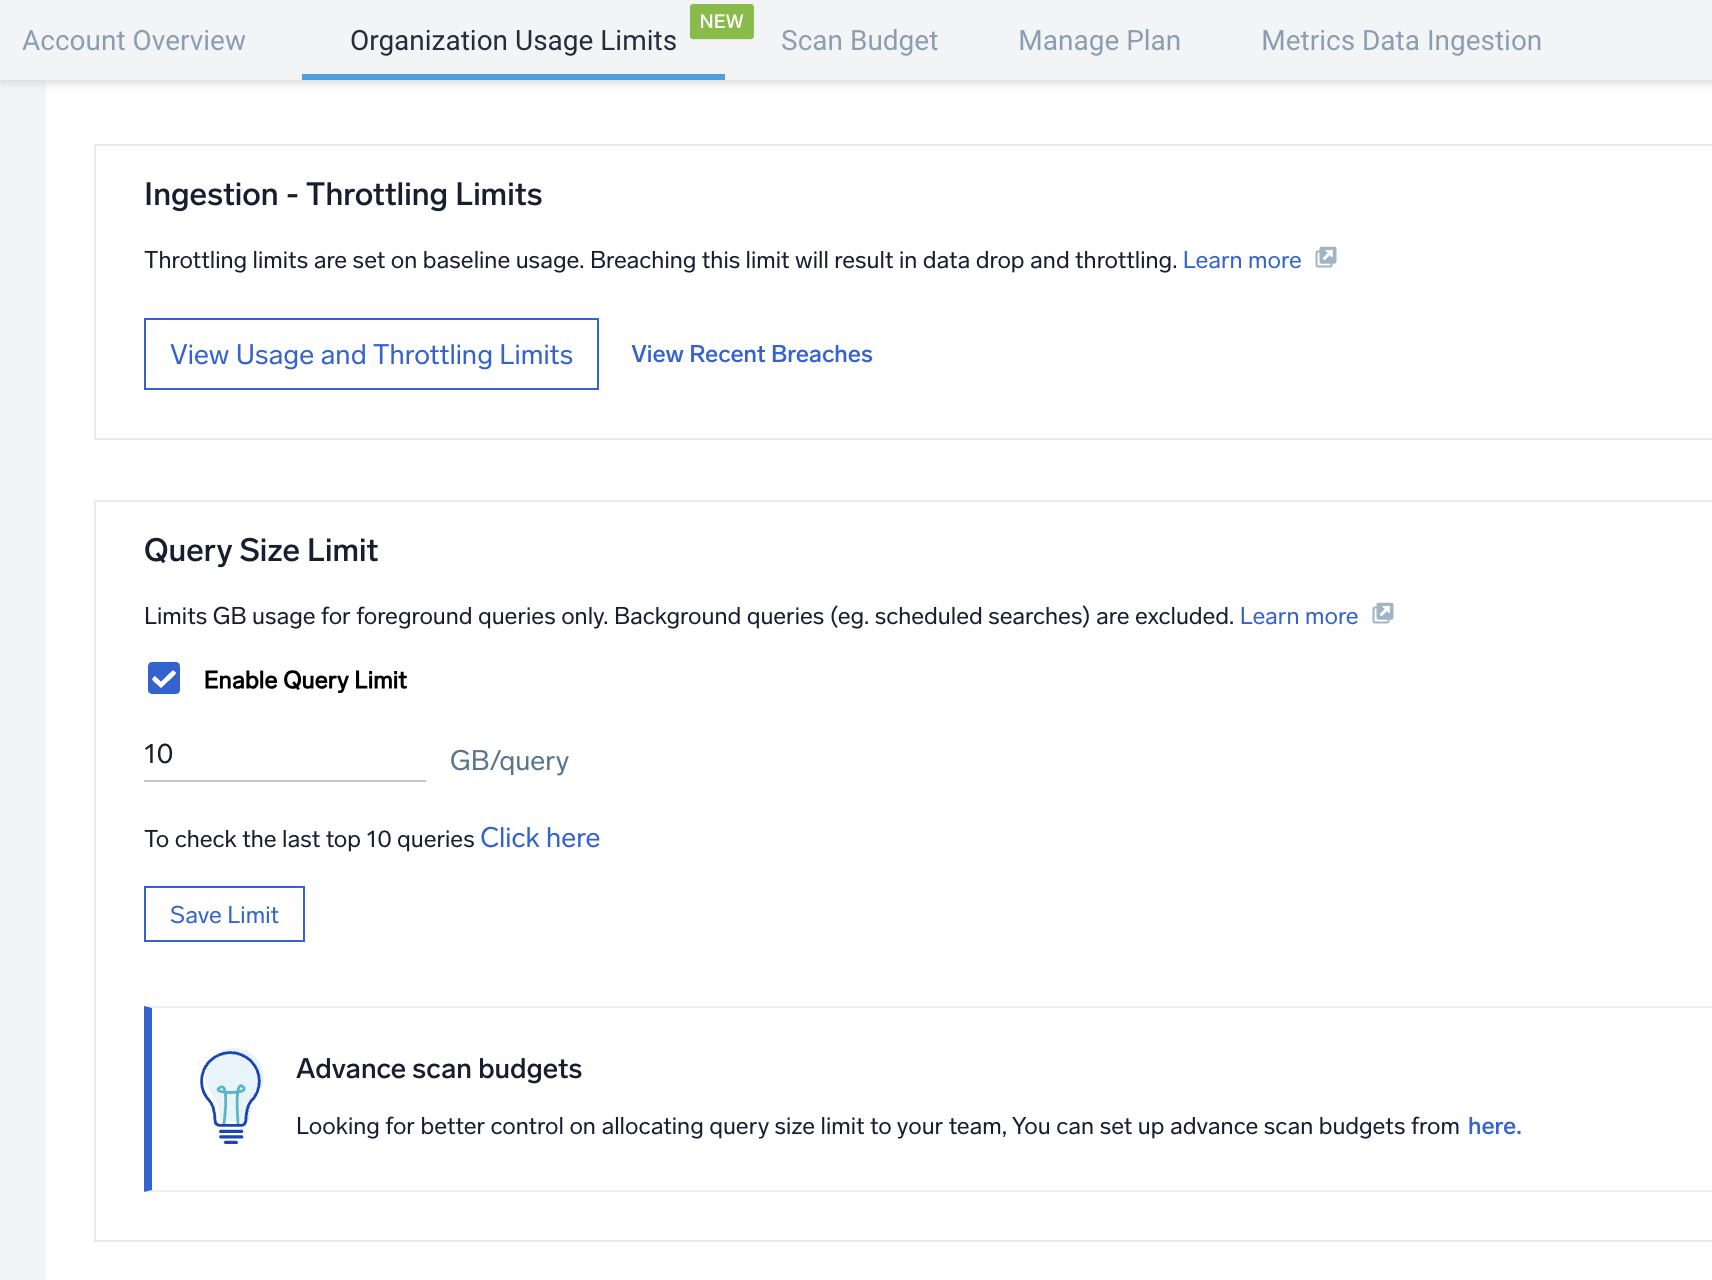 Account Overview Organization Usage Limits NEW Scan Budget Manage Plan Metrics Data Ingestion
Ingestion - Throttling Limits
Throttling limits are set on baseline usage. Breaching this limit will result in data drop and throttling. Learn more
View Usage and Throttling Limits View Recent Breaches
Query Size Limit
Limits GB usage for foreground queries only. Background queries (eg. scheduled searches) are excluded. Learn more
Enable Query Limit
10 GB/query
To check the last top 10 queries Click here
Save Limit
Advance scan budgets
Looking for better control on allocating query size limit to your team, You can set up advance scan budgets from here.